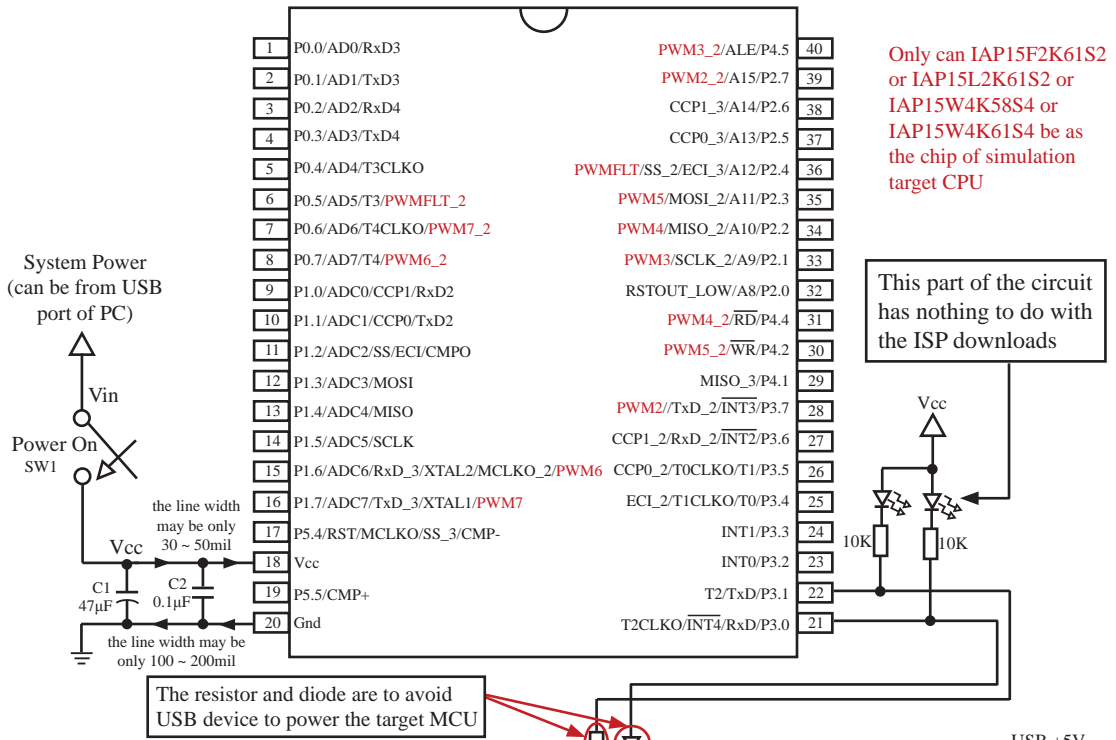 1 P0.0/AD0/RxD3
2 P0.1/AD1/TxD3
3 P0.2/AD2/RxD4
4 P0.3/AD3/TxD4
5 P0.4/AD4/T3CLKO
6 P0.5/AD5/T3/PWMFLT_2
7 P0.6/AD6/T4CLKO/PWM7_2
8 P0.7/AD7/T4/PWM6_2
9 P1.0/ADC0/CCP1/RxD2
10 P1.1/ADC1/CCP0/TxD2
11 P1.2/ADC2/SS/ECI/CMPO
12 P1.3/ADC3/MOSI
13 P1.4/ADC4/MISO
14 P1.5/ADC5/SCLK
15 P1.6/ADC6/RxD_3/XTAL2/MCLKO_2/PWM6
16 P1.7/ADC7/TxD_3/XTAL1/PWM7
17 P5.4/RST/MCLKO/SS_3/CMP-
18 Vcc
19 P5.5/CMP+
20 Gnd
PWM3_2/ALE/P4.5 40
PWM2_2/A15/P2.7 39
CCP1_3/A14/P2.6 38
CCP0_3/A13/P2.5 37
PWMFLT/SS_2/ECI_3/A12/P2.4 36
PWM5/MOSI_2/A11/P2.3 35
PWM4/MISO_2/A10/P2.2 34
PWM3/SCLK_2/A9/P2.1 33
RSTOUT_LOW/A8/P2.0 32
PWM4_2/RD/P4.4 31
PWM5_2/WR/P4.2 30
MISO_3/P4.1 29
PWM2//TxD_2/INT3/P3.7 28
CCP1_2/RxD_2/INT2/P3.6 27
CCP0_2/T0CLKO/T1/P3.5 26
ECI_2/T1CLKO/T0/P3.4 25
INT1/P3.3 24
INT0/P3.2 23
T2/TxD/P3.1 22
T2CLKO/INT4/RxD/P3.0 21
Only can IAP15F2K61S2
or IAP15L2K61S2 or
IAP15W4K58S4 or
IAP15W4K61S4 be as
the chip of simulation
target CPU
System Power
(can be from USB
port of PC)
Vin
Power On
SW1
the line width
may be only
30 ~ 50mil
Vcc
C1
47μF
C2
0.1μF
the line width may be
only 100 ~ 200mil
This part of the circuit
has nothing to do with
the ISP downloads
Vcc
10K
10K
The resistor and diode are to avoid
USB device to power the target MCU
USB +5V